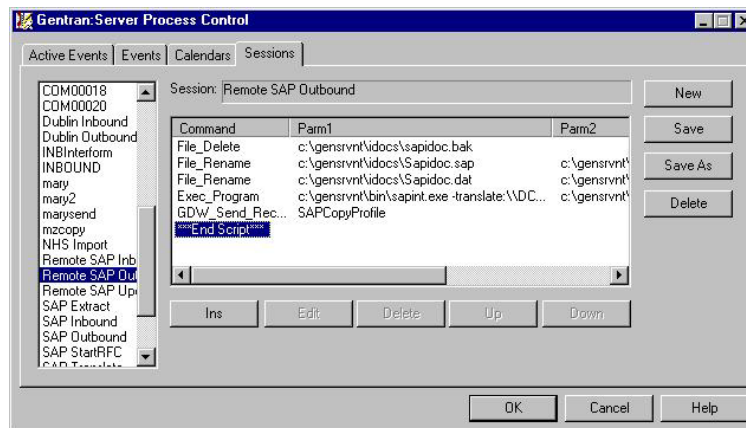 Gentran:Server Process Control
Active Events Events Calendars Sessions
COM00018
COM00020
Dublin Inbound
Dublin Outbound
INBInterform
INBOUND
mary
mary2
marysend
mzcopy
NHS Import
Remote SAP Inb
Remote SAP Out
Remote SAP Up
SAP Extract
SAP Inbound
SAP Outbound
SAP StartRFC
Session: Remote SAP Outbound
Command Parm1 Parm2
File_Delete c:\gensrvnt\idocs\sapidoc.bak
File_Rename c:\gensrvnt\idocs\Sapidoc.sap c:\gensrvnt\
File_Rename c:\gensrvnt\idocs\Sapidoc.dat c:\gensrvnt\
Exec_Program c:\gensrvnt\bin\sapint.exe -translate:\\DC... c:\gensrvnt\
GDW_Send_Rec... SAPCopyProfile
***End Script***
Ins Edit Delete Up Down
New
Save
Save As
Delete
OK Cancel Help